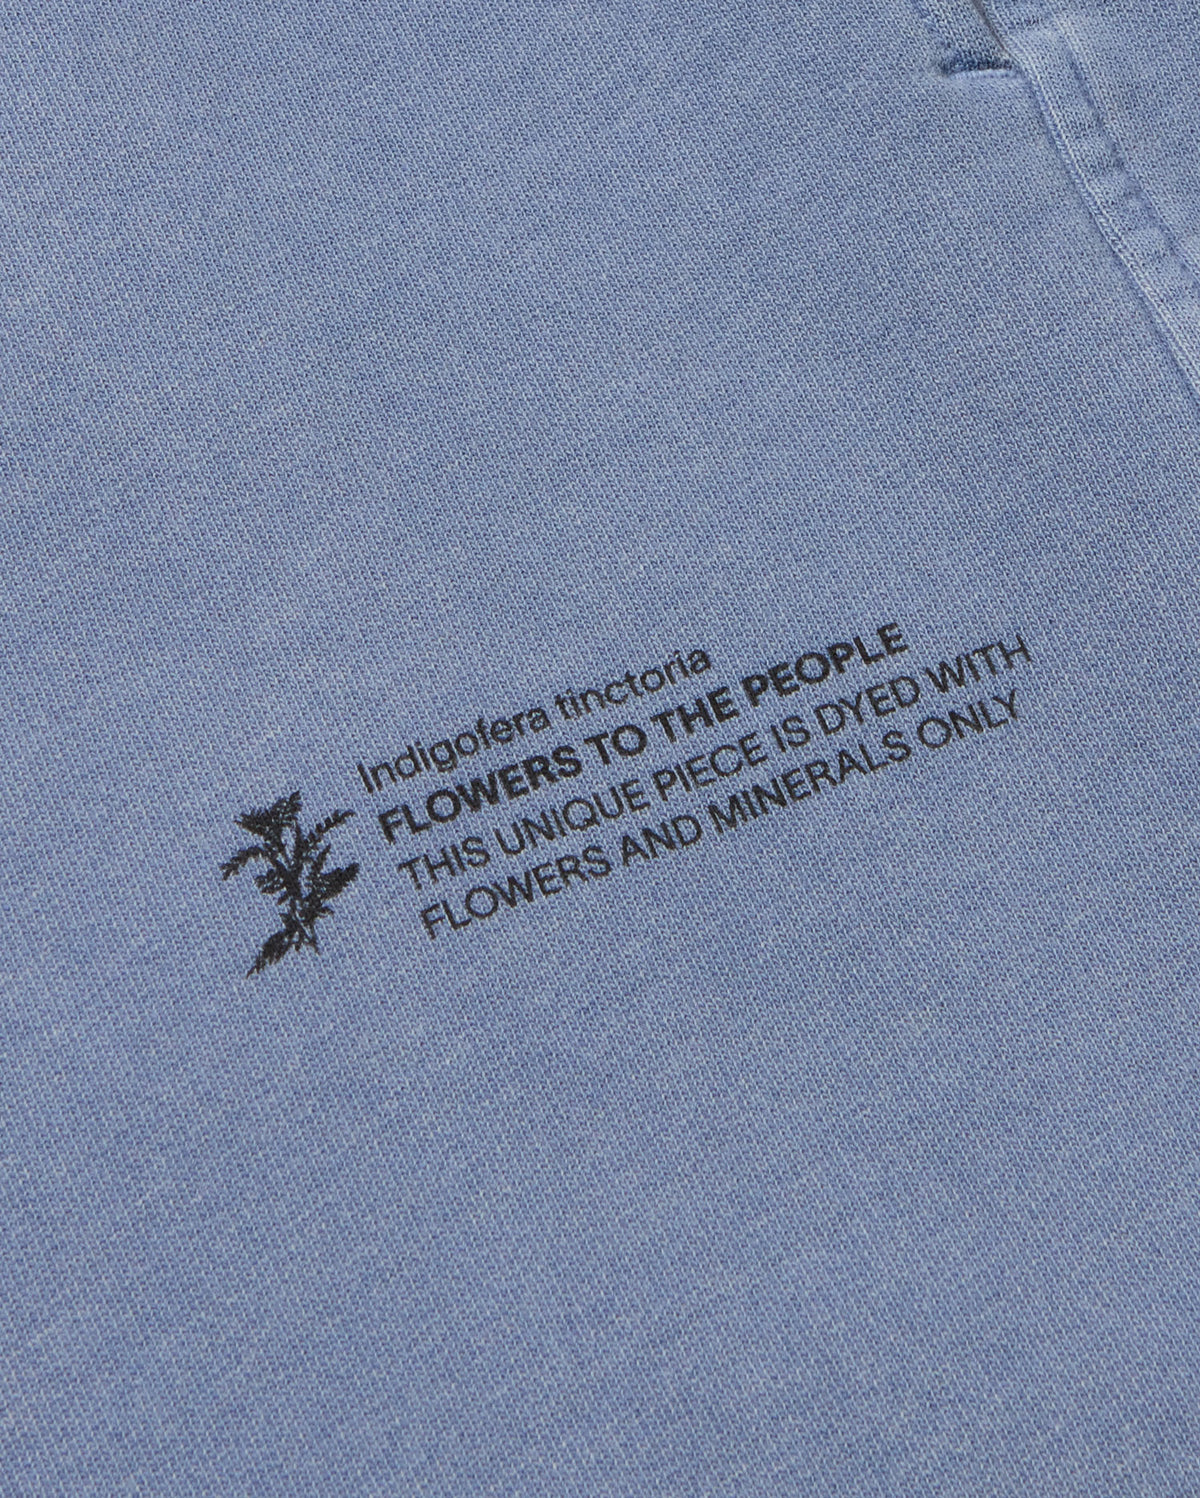 Indigofera tinctoria
FLOWERS TO THE PEOPLE
THIS UNIQUE PIECE IS DYED WITH
FLOWERS AND MINERALS ONLY